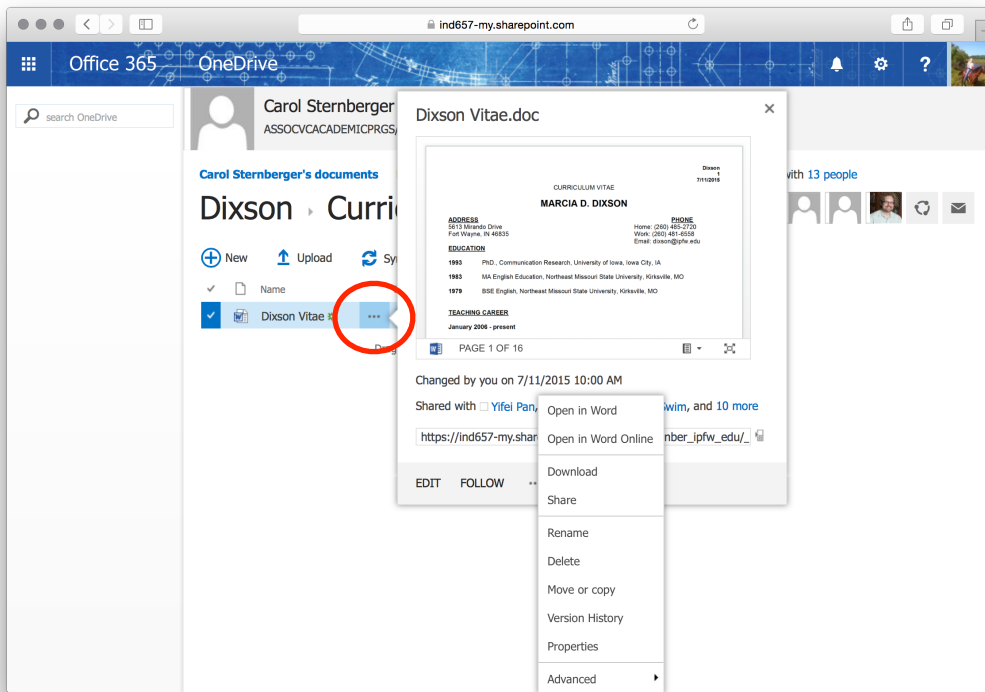 ind657-my.sharepoint.com
Office 365
OneDrive
?
search OneDrive
Carol Sternberger
ASSOCVCACADEMICPRGS/
Carol Sternberger's documents
with 13 people
Dixson › Curri
New
Upload
Sy
Name
Dixson Vitae
Dixson Vitae.doc
Dixson
1
7/11/2015
CURRICULUM VITAE
MARCIA D. DIXSON
ADDRESS PHONE
5613 Mirando Drive Home: (260) 485-2720
Fort Wayne, IN 46835 Work: (260) 481-6558
Email: dixson@ipfw.edu
EDUCATION
1993 PhD., Communication Research, University of Iowa, Iowa City, IA
1983 MA English Education, Northeast Missouri State University, Kirksville, MO
1979 BSE English, Northeast Missouri State University, Kirksville, MO
TEACHING CAREER
January 2006 - present
PAGE 1 OF 16
Changed by you on 7/11/2015 10:00 AM
Shared with Yifei Pan, Swim, and 10 more
https://ind657-my.shar nber_ipfw_edu/_
EDIT FOLLOW
Open in Word
Open in Word Online
Download
Share
Rename
Delete
Move or copy
Version History
Properties
Advanced